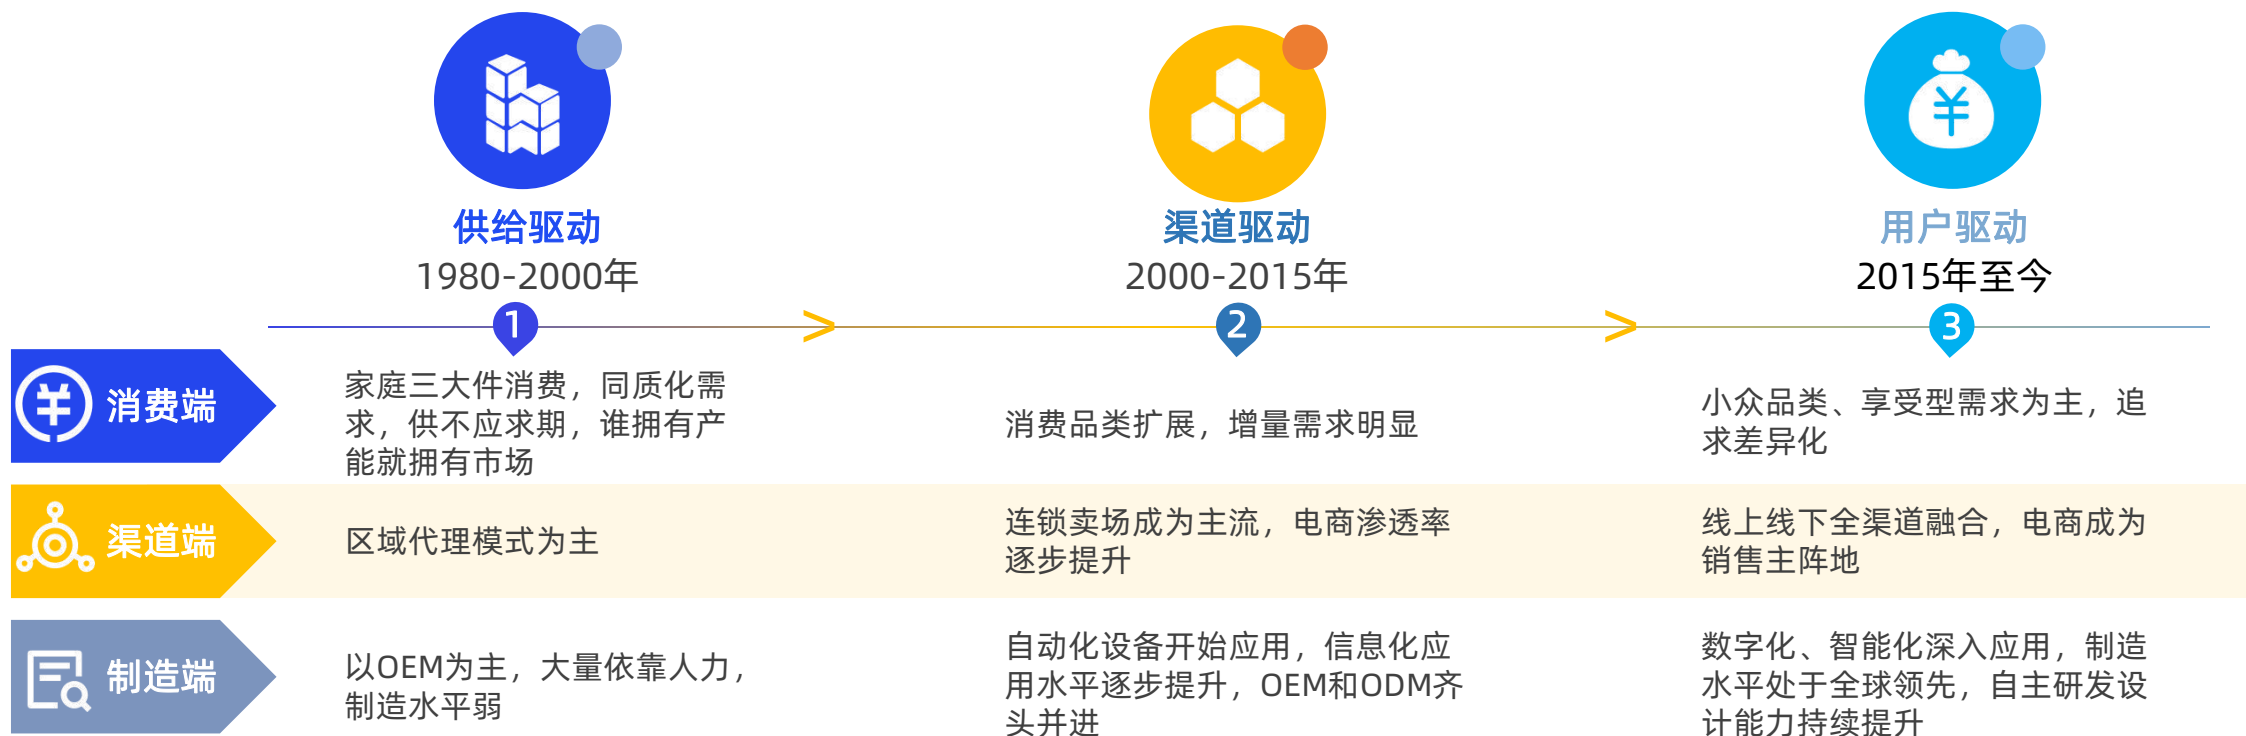 供给驱动
1980-2000年
1
渠道驱动
2000-2015年
2
用户驱动
2015年至今
3
消费端
家庭三大件消费，同质化需
求，供不应求期，谁拥有产
能就拥有市场
消费品类扩展，增量需求明显
小众品类、享受型需求为主，追
求差异化
渠道端
区域代理模式为主
连锁卖场成为主流，电商渗透率
逐步提升
线上线下全渠道融合，电商成为
销售主阵地
制造端
以OEM为主，大量依靠人力，
制造水平弱
自动化设备开始应用，信息化应
用水平逐步提升，OEM和ODM齐
头并进
数字化、智能化深入应用，制造
水平处于全球领先，自主研发设
计能力持续提升